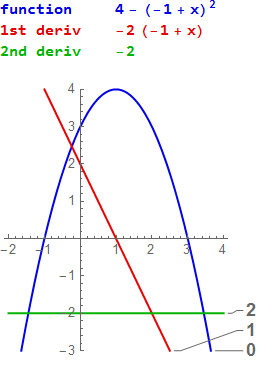 function 4 - (-1 + x)²
1st deriv -2 (-1 + x)
2nd deriv -2
4
3
2
1
-2 -1 1 2 3 4
-1
-2
-3
2
1
0